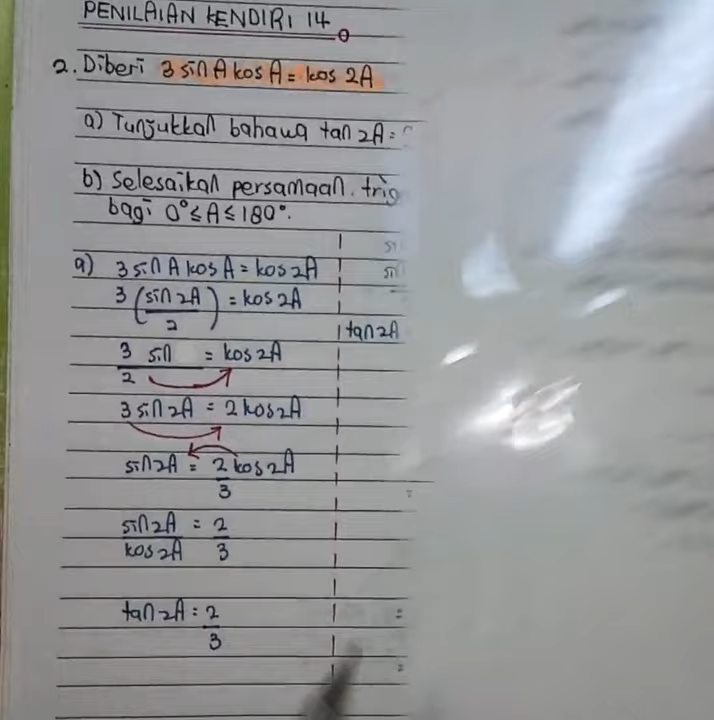 PENILAIAN KENDIRI 14
2. Diberi 3 sin A kos A = kos 2A
a) Tunjukkan bahawa tan 2A =
b) Selesaikan persamaan. trig
bagi 0° ≤ A ≤ 180°.
a) 3 sin A kos A = kos 2A
3 (sin 2A / 2) = kos 2A
tan 2A
3 sin / 2 = kos 2A
3 sin 2A = 2 kos 2A
sin 2A = 2/3 kos 2A
sin 2A / kos 2A = 2/3
tan 2A = 2/3